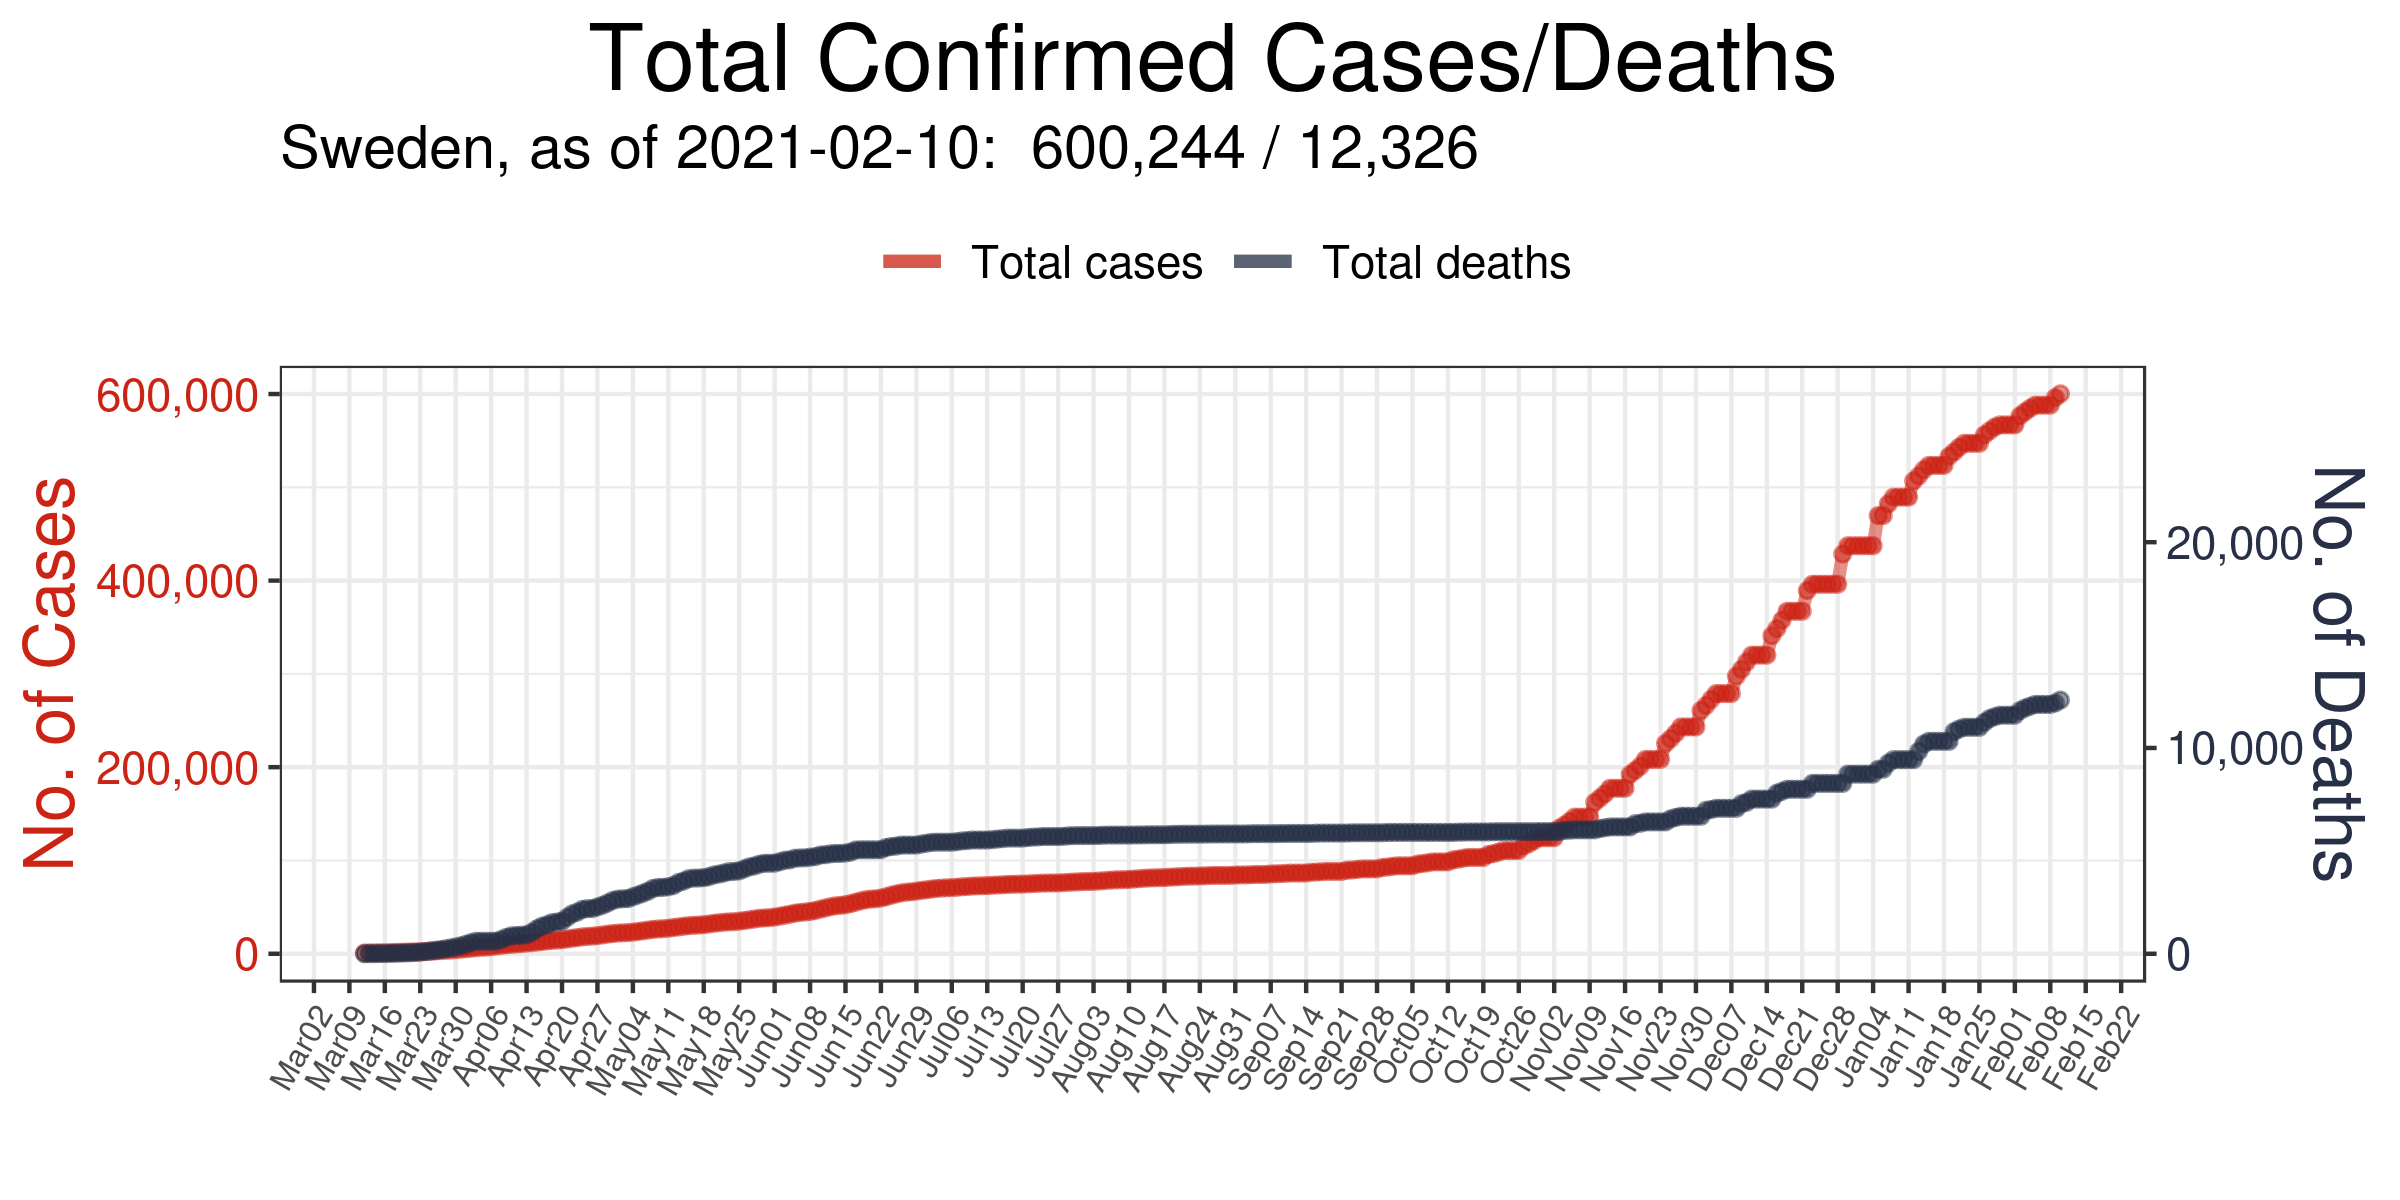 Total Confirmed Cases/Deaths
Sweden, as of 2021-02-10:  600,244 / 12,326
Total cases
Total deaths
No. of Cases
600,000
400,000
200,000
0
20,000
10,000
0
No. of Deaths
Mar02
Mar09
Mar16
Mar23
Mar30
Apr06
Apr13
Apr20
Apr27
May04
May11
May18
May25
Jun01
Jun08
Jun15
Jun22
Jun29
Jul06
Jul13
Jul20
Jul27
Aug03
Aug10
Aug17
Aug24
Aug31
Sep07
Sep14
Sep21
Sep28
Oct05
Oct12
Oct19
Oct26
Nov02
Nov09
Nov16
Nov23
Nov30
Dec07
Dec14
Dec21
Dec28
Jan04
Jan11
Jan18
Jan25
Feb01
Feb08
Feb15
Feb22